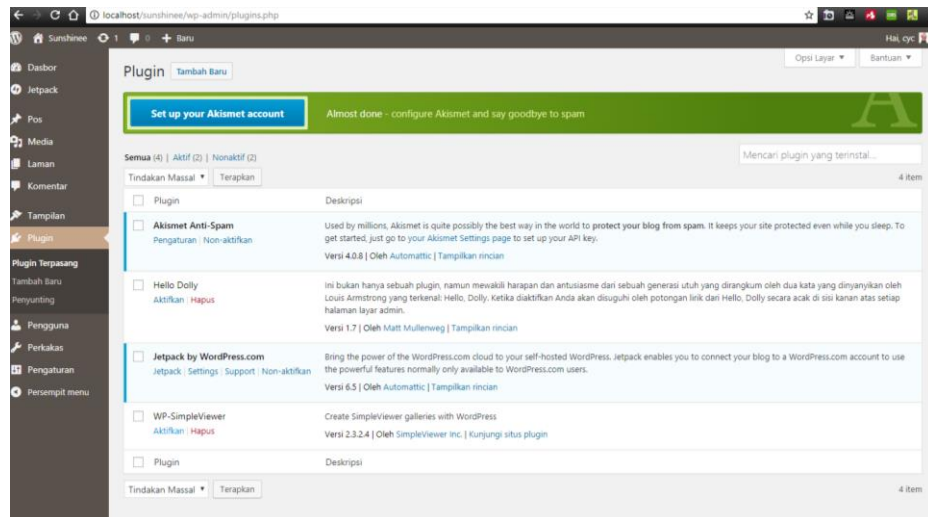 localhost/sunshinee/wp-admin/plugins.php
Sunshinee 1 0 + Baru Hai, cyc
Dasbor
Jetpack
Pos
Media
Laman
Komentar
Tampilan
Plugin
Plugin Terpasang
Tambah Baru
Penyunting
Pengguna
Perkakas
Pengaturan
Persempit menu
Opsi Layar ▼ Bantuan ▼
Plugin Tambah Baru
Set up your Akismet account Almost done - configure Akismet and say goodbye to spam
A
Semua (4) | Aktif (2) | Nonaktif (2)
Mencari plugin yang terinstal...
Tindakan Massal ▼ Terapkan 4 item
Plugin Deskripsi
Akismet Anti-Spam
Pengaturan | Non-aktifkan
Used by millions, Akismet is quite possibly the best way in the world to protect your blog from spam. It keeps your site protected even while you sleep. To
get started, just go to your Akismet Settings page to set up your API key.
Versi 4.0.8 | Oleh Automattic | Tampilkan rincian
Hello Dolly
Aktifkan | Hapus
Ini bukan hanya sebuah plugin, namun mewakili harapan dan antusiasme dari sebuah generasi utuh yang dirangkum oleh dua kata yang dinyanyikan oleh
Louis Armstrong yang terkenal: Hello, Dolly. Ketika diaktifkan Anda akan disuguhi oleh potongan lirik dari Hello, Dolly secara acak di sisi kanan atas setiap
halaman layar admin.
Versi 1.7 | Oleh Matt Mullenweg | Tampilkan rincian
Jetpack by WordPress.com
Jetpack | Settings | Support | Non-aktifkan
Bring the power of the WordPress.com cloud to your self-hosted WordPress. Jetpack enables you to connect your blog to a WordPress.com account to use
the powerful features normally only available to WordPress.com users.
Versi 6.5 | Oleh Automattic | Tampilkan rincian
WP-SimpleViewer
Aktifkan | Hapus
Create SimpleViewer galleries with WordPress
Versi 2.3.2.4 | Oleh SimpleViewer Inc. | Kunjungi situs plugin
Plugin Deskripsi
Tindakan Massal ▼ Terapkan 4 item